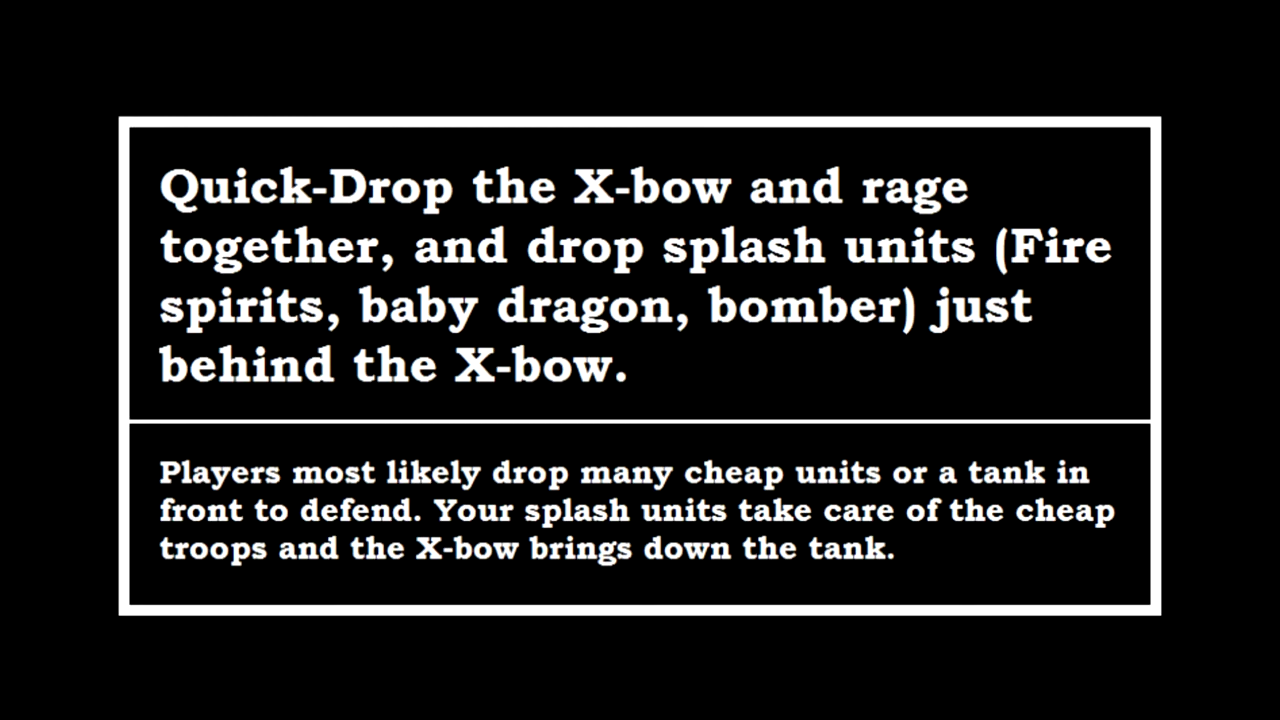 Quick-Drop the X-bow and rage
together, and drop splash units (Fire
spirits, baby dragon, bomber) just
behind the X-bow.
Players most likely drop many cheap units or a tank in
front to defend. Your splash units take care of the cheap
troops and the X-bow brings down the tank.